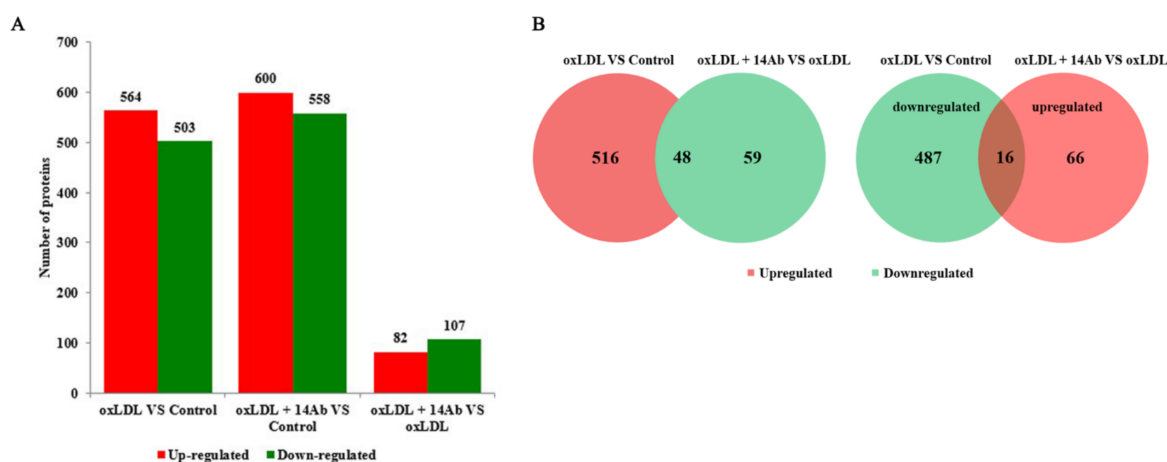 A
Number of proteins
700
600
500
400
300
200
100
0
564
503
600
558
82
107
oxLDL VS Control
oxLDL + 14Ab VS
Control
oxLDL + 14Ab VS
oxLDL
Up-regulated
Down-regulated
B
oxLDL VS Control
oxLDL + 14Ab VS oxLDL
516
48
59
oxLDL VS Control
oxLDL + 14Ab VS oxLDL
downregulated
upregulated
487
16
66
Upregulated
Downregulated